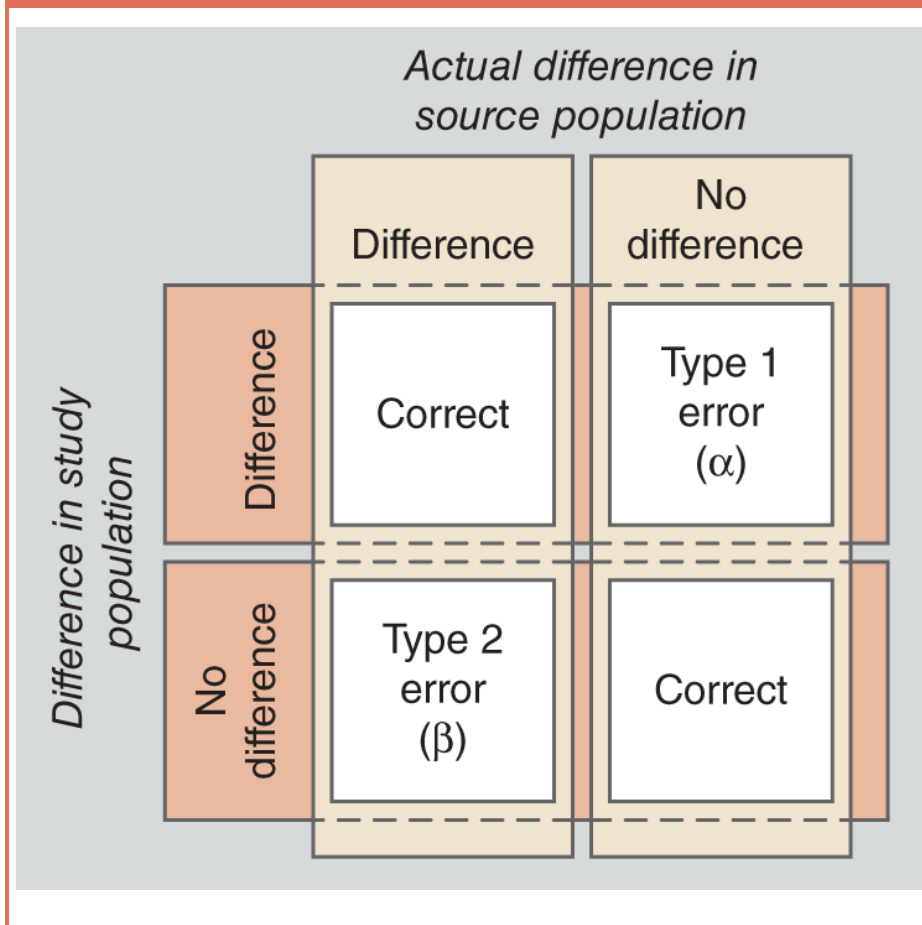 Actual difference in
source population
Difference
No
difference
Difference in study
population
Difference
Correct
Type 1
error
(α)
No
difference
Type 2
error
(β)
Correct